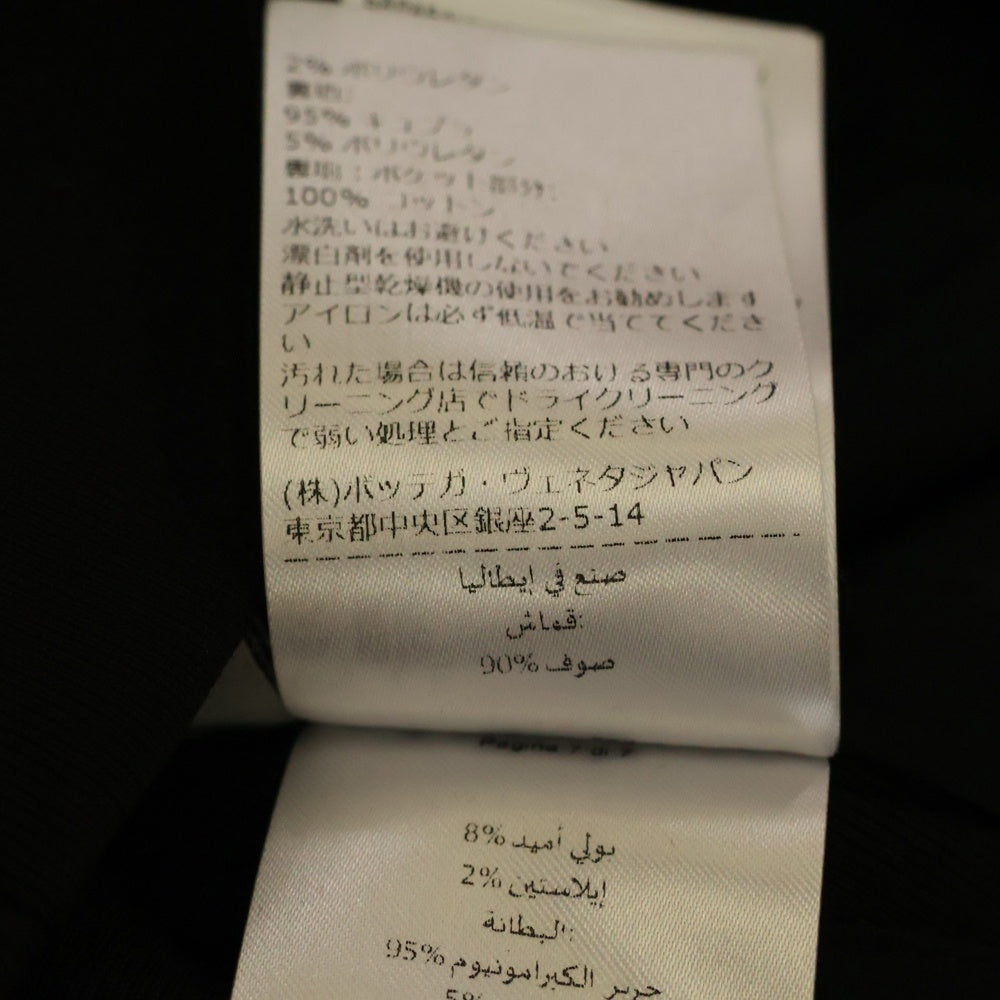 2% ポリウレタン
裏地:
95% キュプラ
5% ポリウレタン
裏地:ポケット部分:
100% コットン
水洗いはお避けください
漂白剤を使用しないでください
静止型乾燥機の使用をお勧めします
アイロンは必ず低温で当ててくださ
い
汚れた場合は信頼のおける専門のク
リーニング店でドライクリーニング
で弱い処理とご指定ください
(株)ボッテガ・ヴェネタジャパン
東京都中央区銀座2-5-14
صنع في إيطاليا
قماش:
صوف %90
Pagina 7 di 7
بولي أميد %8
إيلاستين %2
البطانة:
حرير الكبرامونيوم %95
5%